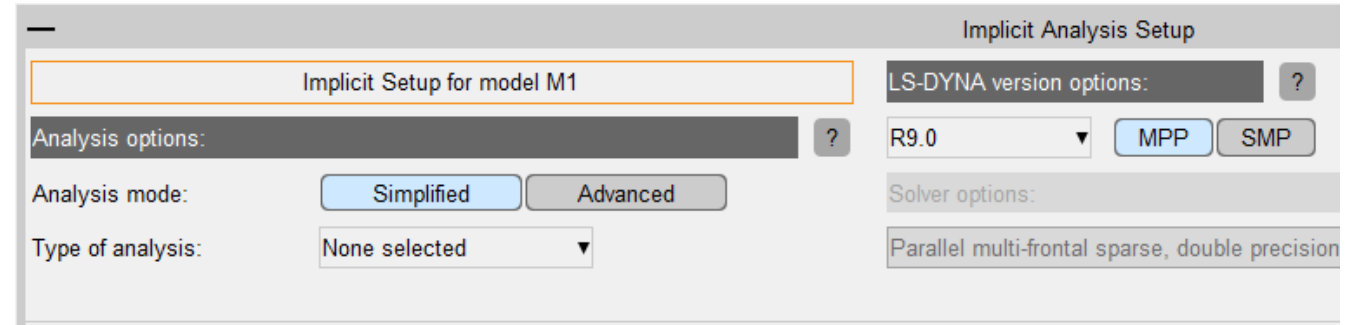 Implicit Analysis Setup
Implicit Setup for model M1
LS-DYNA version options:
?
Analysis options:
?
R9.0
MPP
SMP
Analysis mode:
Simplified
Advanced
Solver options:
Type of analysis:
None selected
Parallel multi-frontal sparse, double precision